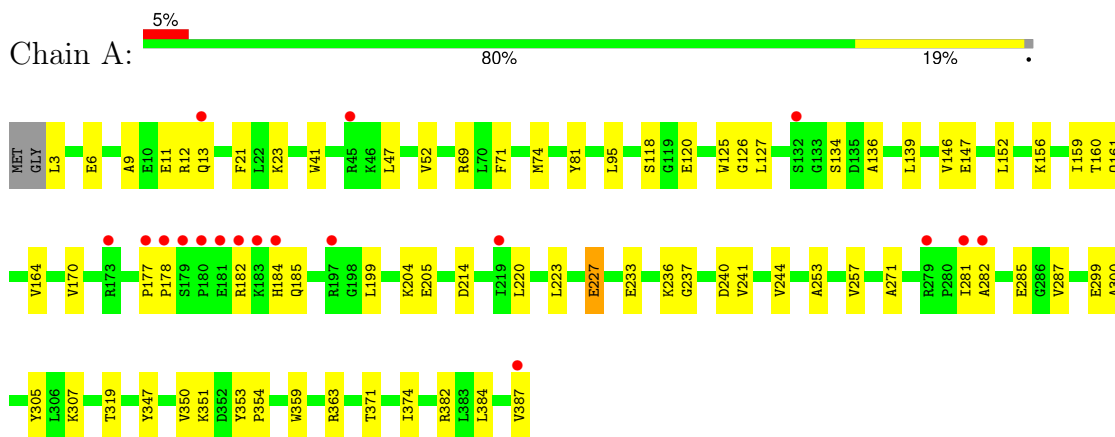 5%
Chain A:
80%
19%
•
MET GLY L3 E6 A9 E10 E11 R12 Q13 F21 L22 K23 W41 R45 K46 L47 V52 R69 L70 F71 M74 Y81 L95 S118 G119 E120 W125 G126 L127 S132 G133 S134 D135 A136 L139 V146 E147 L152 K156 I159 T160 Q161
V164 V170 R173 P177 P178 S179 P180 E181 R182 K183 H184 Q185 R197 G198 L199 K204 E205 D214 I219 L220 L223 E227 E233 K236 G237 D240 V241 V244 A253 V257 A271 R279 P280 I281 A282 E285 G286 V287 E299 A300
Y305 L306 K307 T319 Y347 V350 K351 D352 Y353 P354 W359 R363 T371 I374 R382 L383 L384 V387